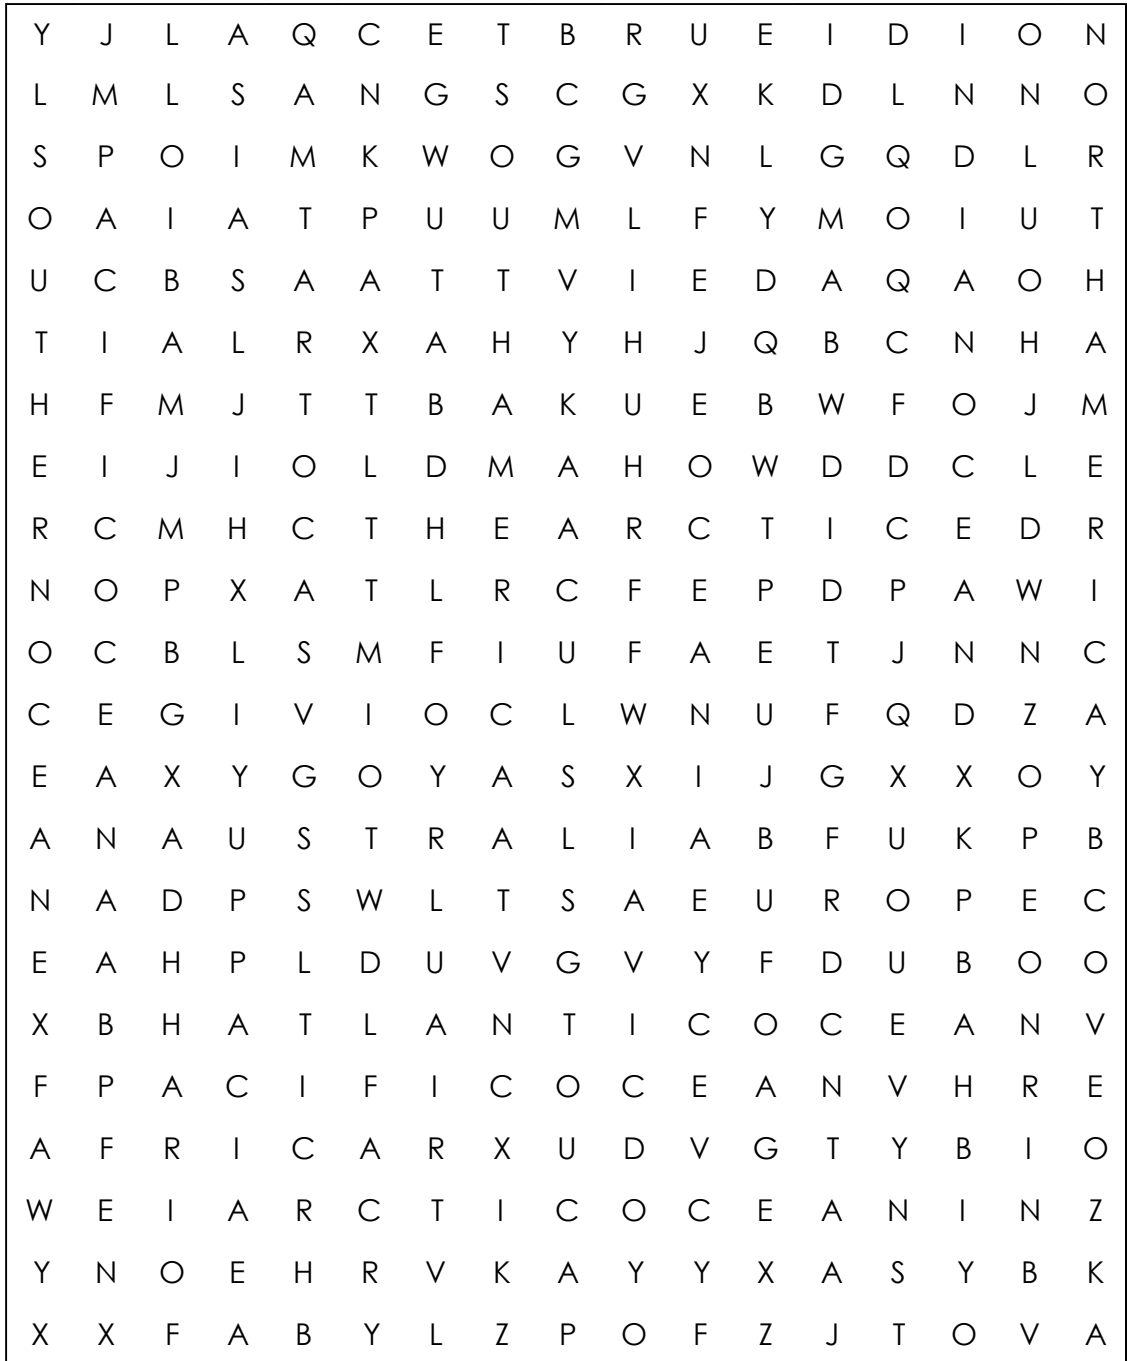 Y J L A Q C E T B R U E I D I O N
L M L S A N G S C G X K D L N N O
S P O I M K W O G V N L G Q D L R
O A I A T P U U M L F Y M O I U T
U C B S A A T T V I E D A Q A O H
T I A L R X A H Y H J Q B C N H A
H F M J T T B A K U E B W F O J M
E I J I O L D M A H O W D D C L E
R C M H C T H E A R C T I C E D R
N O P X A T L R C F E P D P A W I
O C B L S M F I U F A E T J N N C
C E G I V I O C L W N U F Q D Z A
E A X Y G O Y A S X I J G X X O Y
A N A U S T R A L I A B F U K P B
N A D P S W L T S A E U R O P E C
E A H P L D U V G V Y F D U B O O
X B H A T L A N T I C O C E A N V
F P A C I F I C O C E A N V H R E
A F R I C A R X U D V G T Y B I O
W E I A R C T I C O C E A N I N Z
Y N O E H R V K A Y Y X A S Y B K
X X F A B Y L Z P O F Z J T O V A